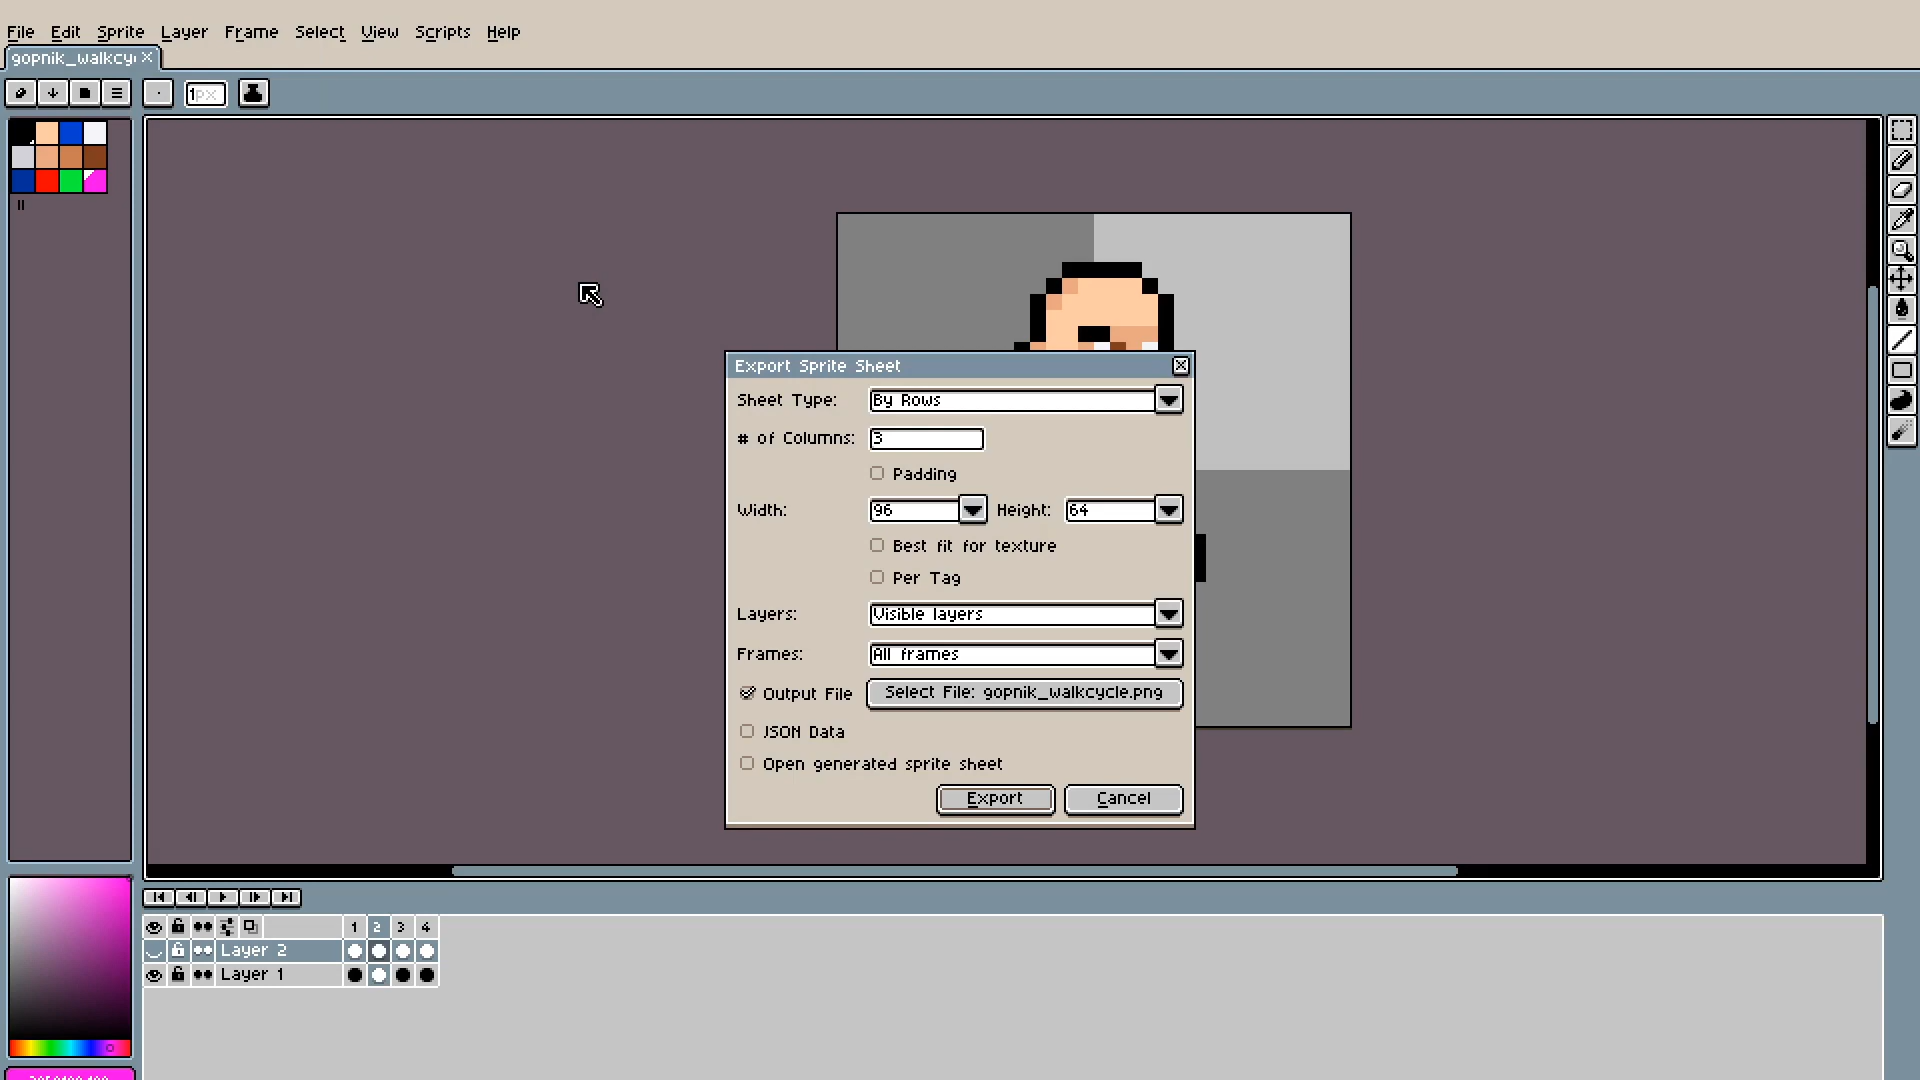 File Edit Sprite Layer Frame Select View Scripts Help
gopnik_walkcy
1px
Export Sprite Sheet
Sheet Type: By Rows
# of Columns: 3
Padding
Width: 96 Height: 64
Best fit for texture
Per Tag
Layers: Visible layers
Frames: All frames
Output File Select File: gopnik_walkcycle.png
JSON Data
Open generated sprite sheet
Export Cancel
1 2 3 4
Layer 2
Layer 1